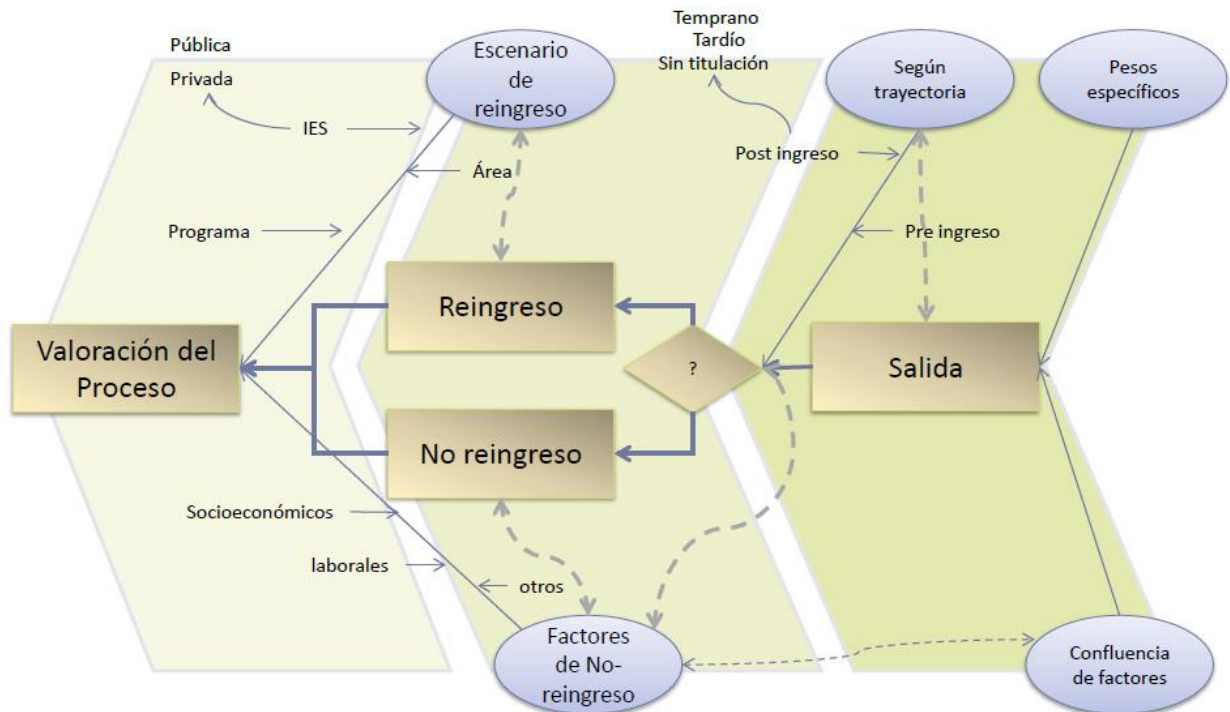 Temprano
Tardío
Sin titulación
Pública
Privada
IES
Escenario
de
reingreso
Según
trayectoria
Pesos
específicos
Post ingreso
Área
Programa
Pre ingreso
Reingreso
Valoración del
Proceso
?
Salida
No reingreso
Socioeconómicos
laborales
otros
Factores
de No-
reingreso
Confluencia
de factores